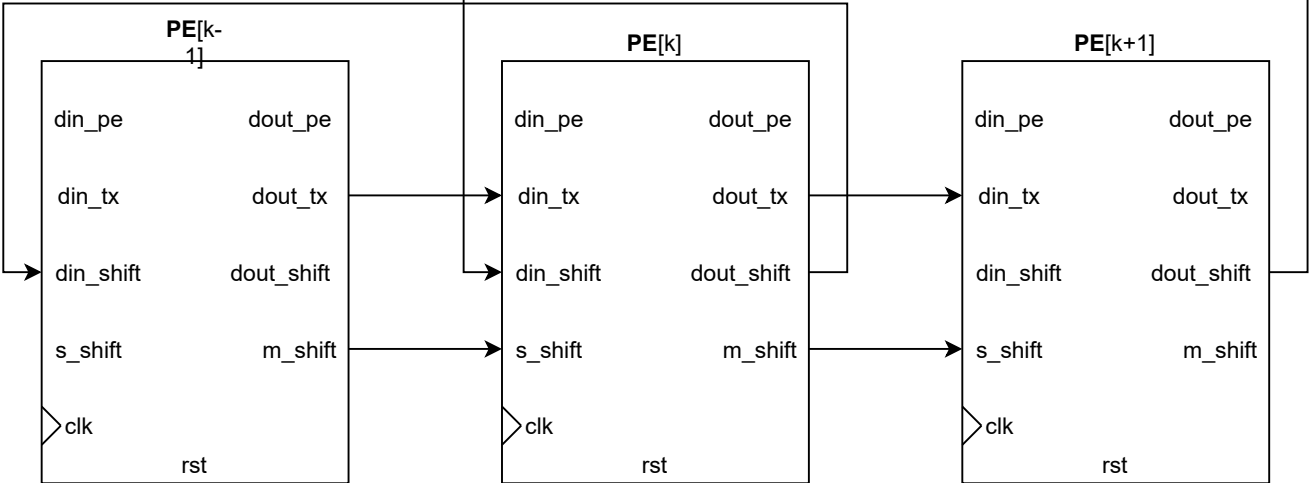 PE[k-
1]
PE[k]
PE[k+1]
din_pe
dout_pe
din_tx
dout_tx
din_shift
dout_shift
s_shift
m_shift
clk
rst
din_pe
dout_pe
din_tx
dout_tx
din_shift
dout_shift
s_shift
m_shift
clk
rst
din_pe
dout_pe
din_tx
dout_tx
din_shift
dout_shift
s_shift
m_shift
clk
rst